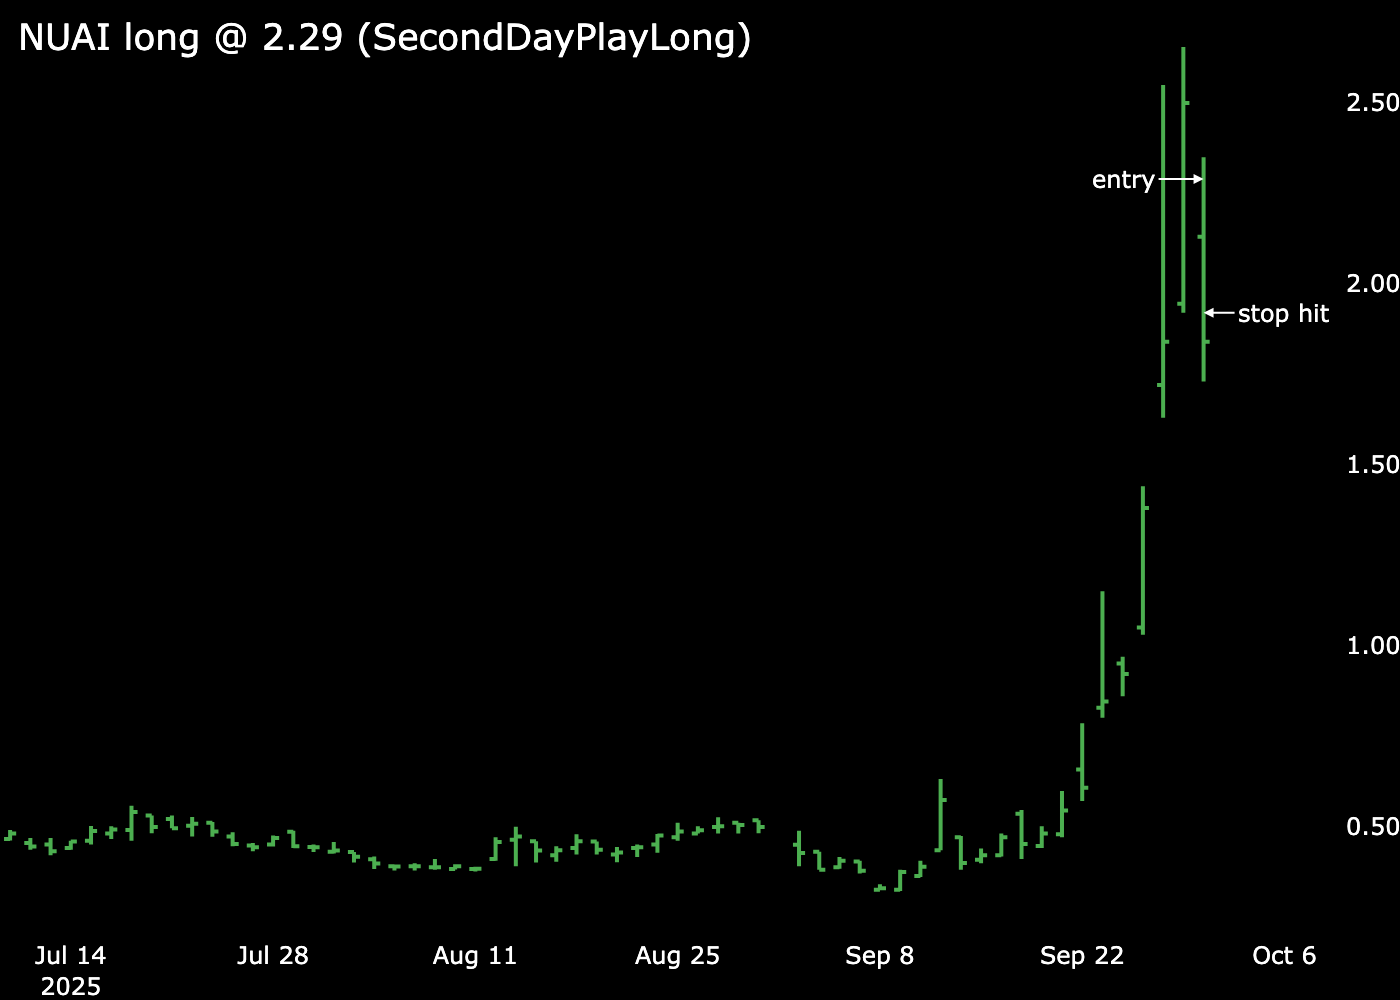 NUAI long @ 2.29 (SecondDayPlayLong)
2.50
entry
2.00
stop hit
1.50
1.00
0.50
Jul 14
2025
Jul 28
Aug 11
Aug 25
Sep 8
Sep 22
Oct 6